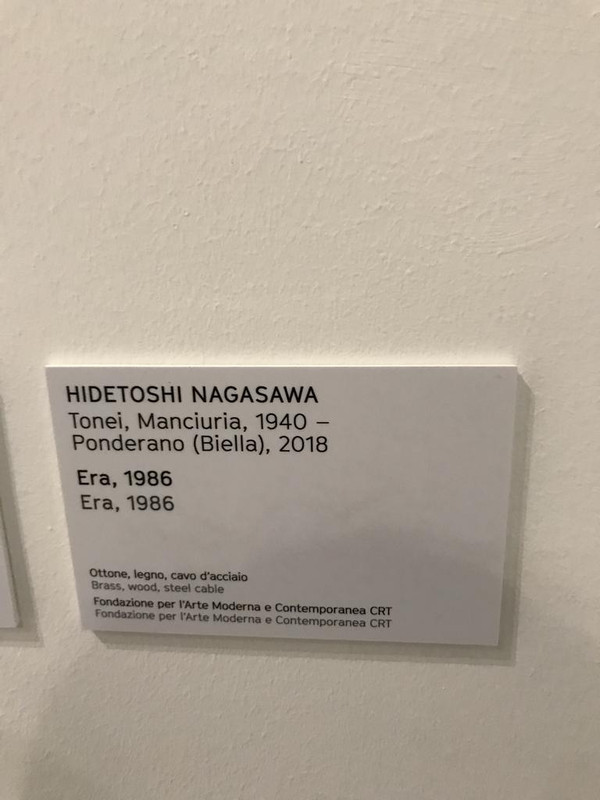 HIDETOSHI NAGASAWA
Tonei, Manciuria, 1940 –
Ponderano (Biella), 2018
Era, 1986
Era, 1986
Ottone, legno, cavo d'acciaio
Brass, wood, steel cable
Fondazione per l'Arte Moderna e Contemporanea CRT
Fondazione per l'Arte Moderna e Contemporanea CRT